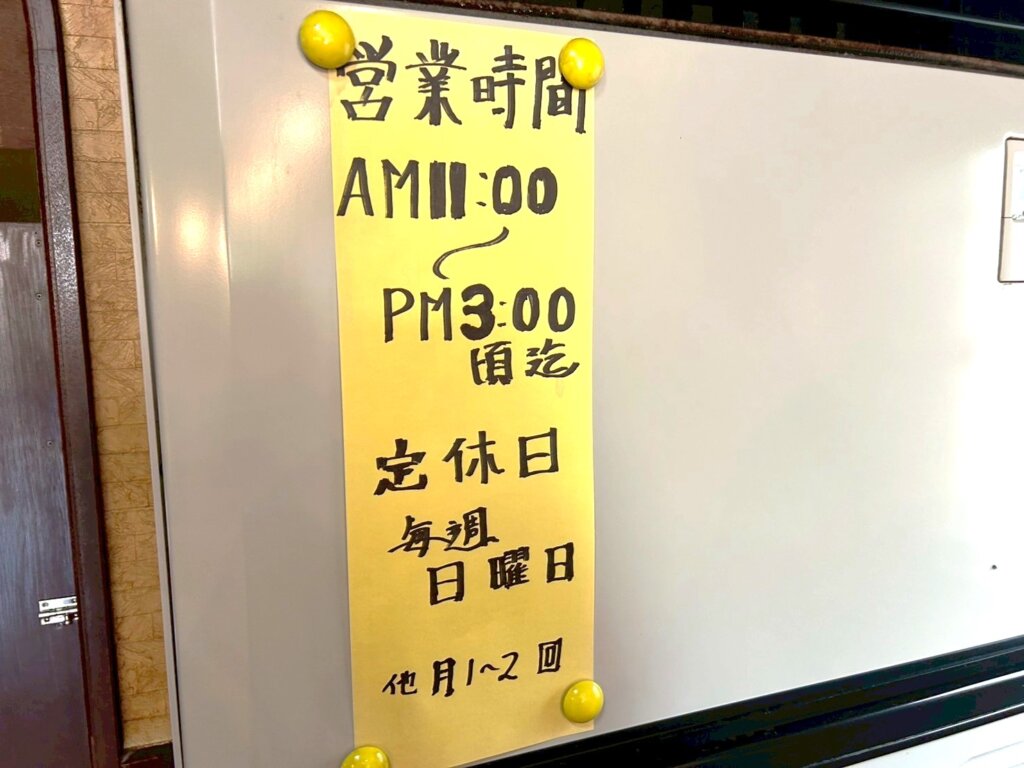 営業時間
AM11:00
〜
PM3:00
頃迄
定休日
毎週
日曜日
他月1~2回